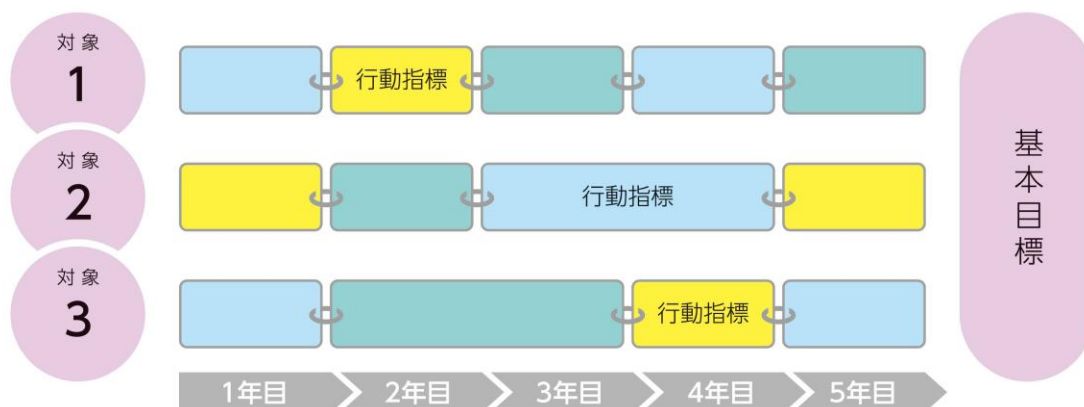 対象
1
行動指標
対象
2
行動指標
対象
3
行動指標
1年目
2年目
3年目
4年目
5年目
基本目標